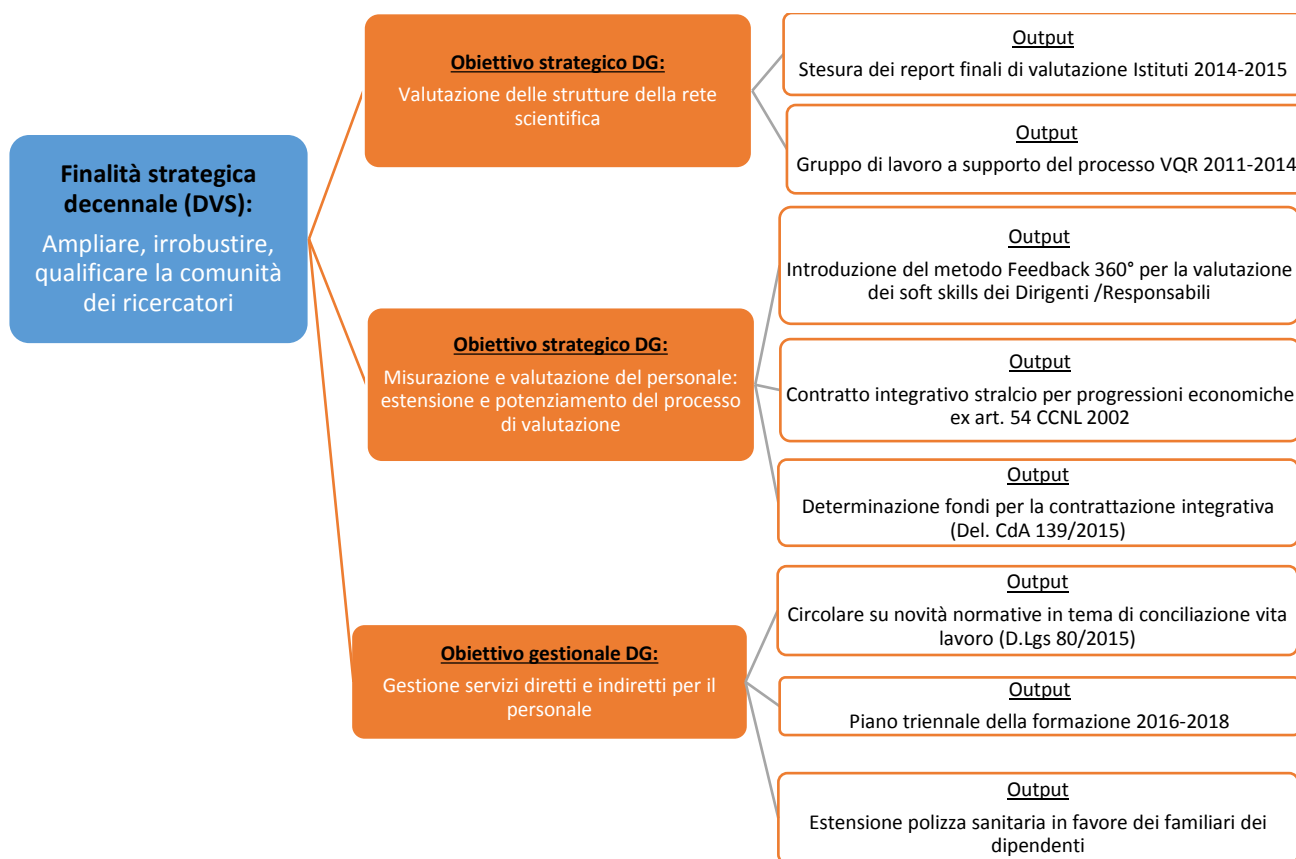 Finalità strategica
decennale (DVS):
Ampliare, irrobustire,
qualificare la comunità
dei ricercatori
Obiettivo strategico DG:
Valutazione delle strutture della rete
scientifica
Output
Stesura dei report finali di valutazione Istituti 2014-2015
Output
Gruppo di lavoro a supporto del processo VQR 2011-2014
Obiettivo strategico DG:
Misurazione e valutazione del personale:
estensione e potenziamento del processo
di valutazione
Output
Introduzione del metodo Feedback 360° per la valutazione
dei soft skills dei Dirigenti /Responsabili
Output
Contratto integrativo stralcio per progressioni economiche
ex art. 54 CCNL 2002
Output
Determinazione fondi per la contrattazione integrativa
(Del. CdA 139/2015)
Obiettivo gestionale DG:
Gestione servizi diretti e indiretti per il
personale
Output
Circolare su novità normative in tema di conciliazione vita
lavoro (D.Lgs 80/2015)
Output
Piano triennale della formazione 2016-2018
Output
Estensione polizza sanitaria in favore dei familiari dei
dipendenti